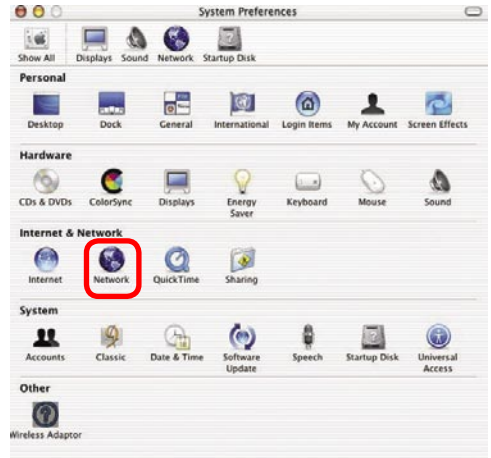 System Preferences
Show All Displays Sound Network Startup Disk
Personal
Desktop Dock General International Login Items My Account Screen Effects
Hardware
CDs & DVDs ColorSync Displays Energy Saver Keyboard Mouse Sound
Internet & Network
Internet Network QuickTime Sharing
System
Accounts Classic Date & Time Software Update Speech Startup Disk Universal Access
Other
Wireless Adaptor